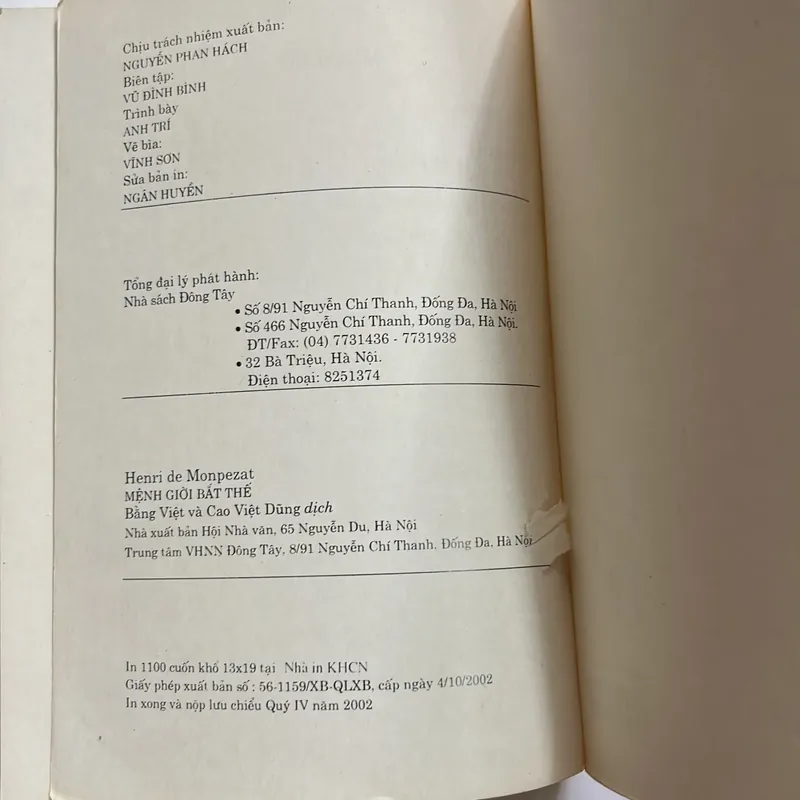 Chịu trách nhiệm xuất bản:
NGUYỄN PHAN HÁCH
Biên tập:
VŨ ĐÌNH BÌNH
Trình bày
ANH TRÍ
Vẽ bìa:
VĨNH SƠN
Sửa bản in:
NGÂN HUYỀN
Tổng đại lý phát hành:
Nhà sách Đông Tây
• Số 8/91 Nguyễn Chí Thanh, Đống Đa, Hà Nội
• Số 466 Nguyễn Chí Thanh, Đống Đa, Hà Nội.
ĐT/Fax: (04) 7731436 - 7731938
• 32 Bà Triệu, Hà Nội.
Điện thoại: 8251374
Henri de Monpezat
MỆNH GIỜI BẤT THẾ
Bằng Việt và Cao Việt Dũng dịch
Nhà xuất bản Hội Nhà văn, 65 Nguyễn Du, Hà Nội
Trung tâm VHNN Đông Tây, 8/91 Nguyễn Chí Thanh, Đống Đa, Hà Nội
In 1100 cuốn khổ 13x19 tại Nhà in KHCN
Giấy phép xuất bản số : 56-1159/XB-QLXB, cấp ngày 4/10/2002
In xong và nộp lưu chiểu Quý IV năm 2002